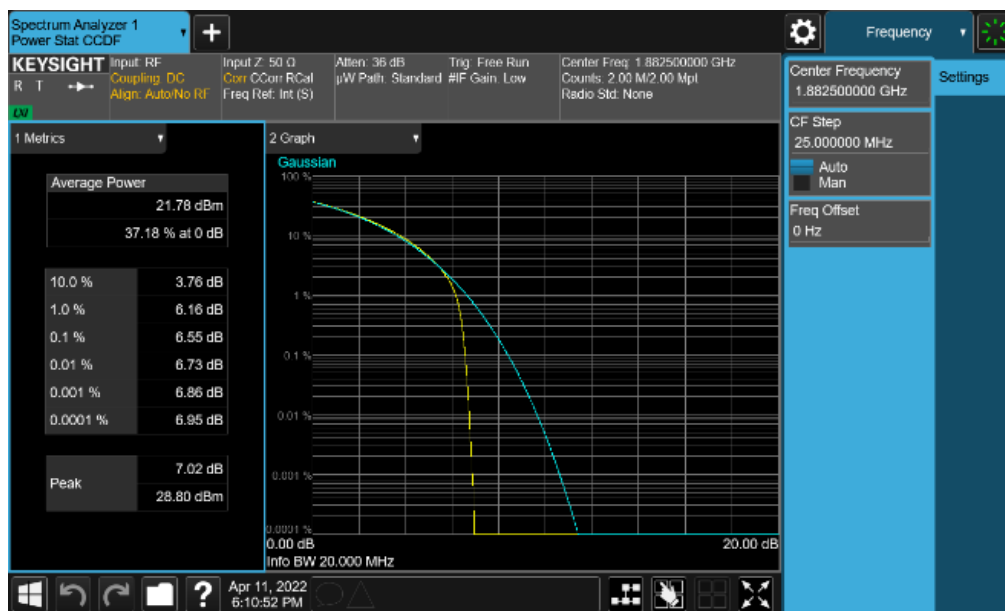 Spectrum Analyzer 1
Power Stat CCDF
+
Frequency
KEYSIGHT
R T
LXI
Input: RF
Coupling: DC
Align: Auto/No RF
Input Z: 50 Ω
Corr CCorr RCal
Freq Ref: Int (S)
Atten: 36 dB
µW Path: Standard
Trig: Free Run
#IF Gain: Low
Center Freq: 1.882500000 GHz
Counts: 2.00 M/2.00 Mpt
Radio Std: None
Center Frequency
1.882500000 GHz
Settings
CF Step
25.000000 MHz
Auto
Man
Freq Offset
0 Hz
1 Metrics
Average Power
21.78 dBm
37.18 % at 0 dB
10.0 % 3.76 dB
1.0 % 6.16 dB
0.1 % 6.55 dB
0.01 % 6.73 dB
0.001 % 6.86 dB
0.0001 % 6.95 dB
Peak
7.02 dB
28.80 dBm
2 Graph
Gaussian
100 %
10 %
1 %
0.1 %
0.01 %
0.001 %
0.0001 %
0.00 dB 20.00 dB
Info BW 20.000 MHz
?
Apr 11, 2022
6:10:52 PM